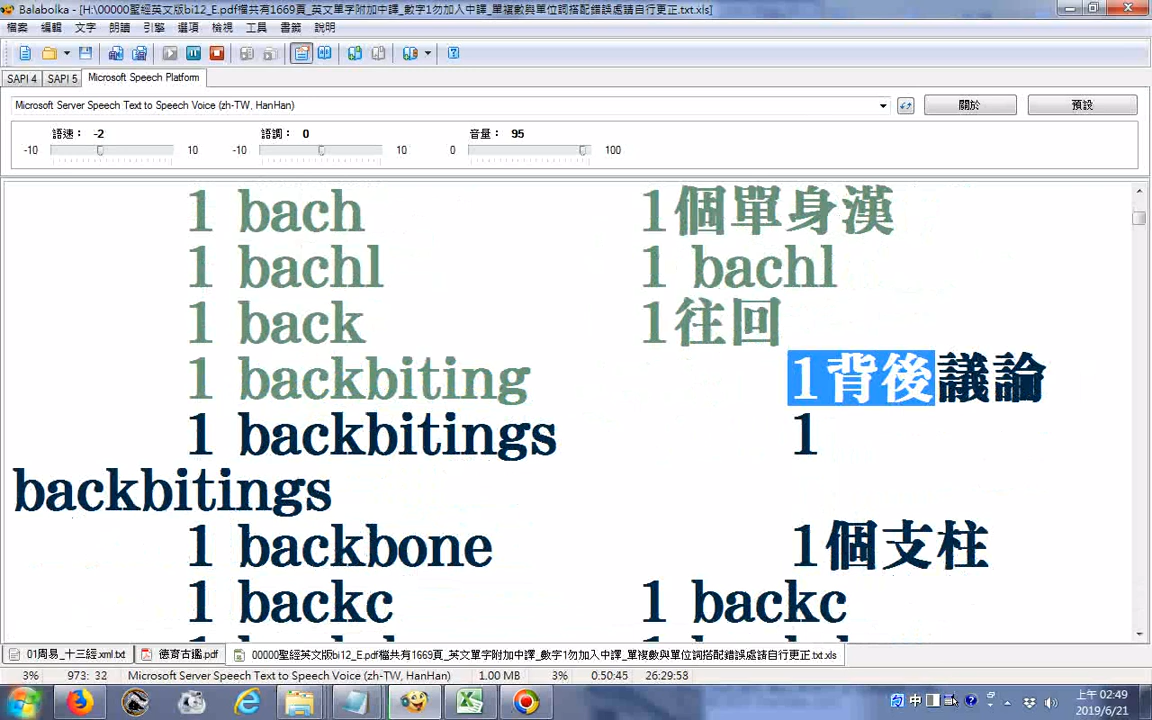 Balabolka - [H:\00000聖經英文版bi12_E.pdf檔共有1669頁_英文單字附加中譯_數字1勿加入中譯_單複數與單位詞搭配錯誤處請自行更正.txt.xls]
檔案 編輯 文字 朗讀 引擎 選項 檢視 工具 書籤 說明
SAPI 4 SAPI 5 Microsoft Speech Platform
Microsoft Server Speech Text to Speech Voice (zh-TW, HanHan) 關於 預設
語速： -2 語調： 0 音量： 95
-10 10 -10 10 0 100
1 bach 1個單身漢
1 bachl 1 bachl
1 back 1往回
1 backbiting 1背後議論
1 backbitings 1
backbitings
1 backbone 1個支柱
1 backc 1 backc
01周易_十三經.xml.txt 德育古鑑.pdf 00000聖經英文版bi12_E.pdf檔共有1669頁_英文單字附加中譯_數字1勿加入中譯_單複數與單位詞搭配錯誤處請自行更正.txt.xls
3% 973: 32 Microsoft Server Speech Text to Speech Voice (zh-TW, HanHan) 1.00 MB 3% 0:50:45 26:29:58
中 上午 02:49
2019/6/21